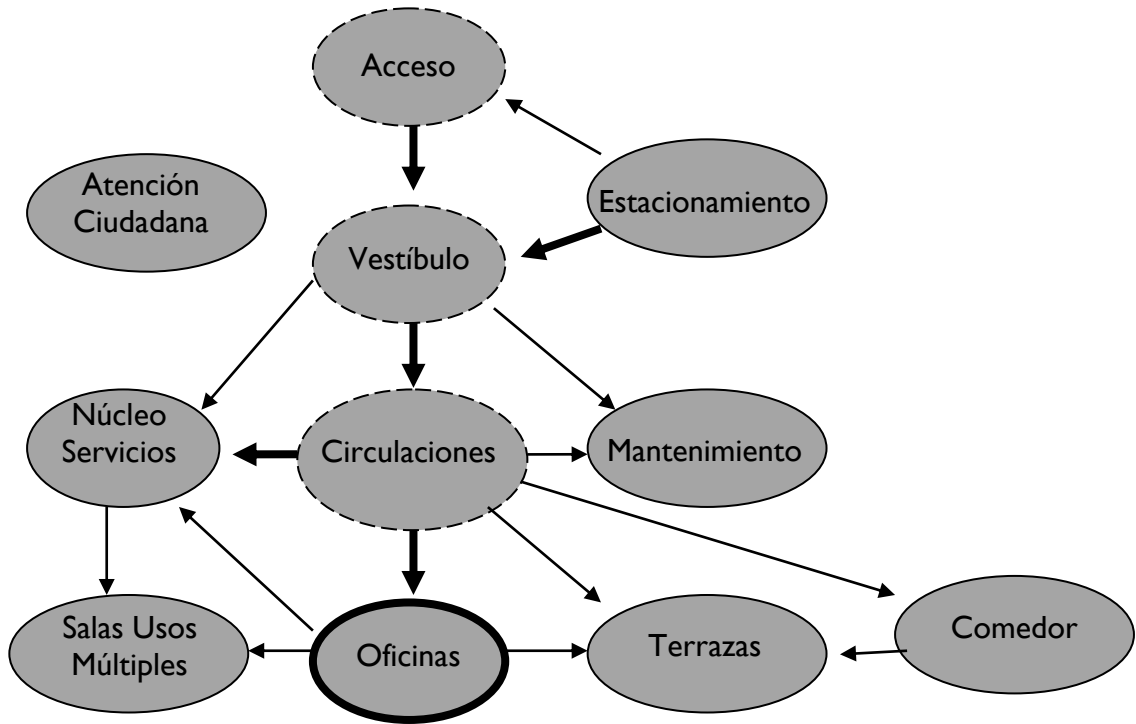 Acceso
Atención
Ciudadana
Estacionamiento
Vestíbulo
Núcleo
Servicios
Circulaciones
Mantenimiento
Salas Usos
Múltiples
Oficinas
Terrazas
Comedor